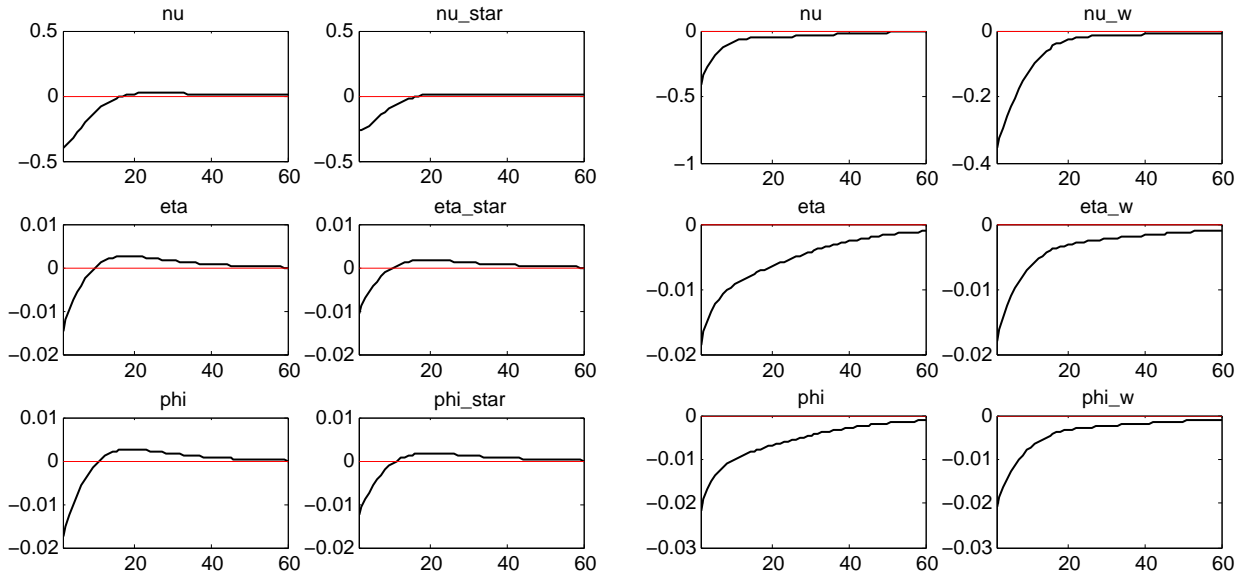 nu nu_star nu nu_w
0.5 0.5 0 0
0 0 −0.5 −0.2
−0.5 −0.5 −1 −0.4
20 40 60 20 40 60 20 40 60 20 40 60
eta eta_star eta eta_w
0.01 0.01 0 0
0 0 −0.01 −0.01
−0.01 −0.01
−0.02 −0.02 −0.02 −0.02
20 40 60 20 40 60 20 40 60 20 40 60
phi phi_star phi phi_w
0.01 0.01 0 0
0 0 −0.01 −0.01
−0.01 −0.01 −0.02 −0.02
−0.02 −0.02 −0.03 −0.03
20 40 60 20 40 60 20 40 60 20 40 60